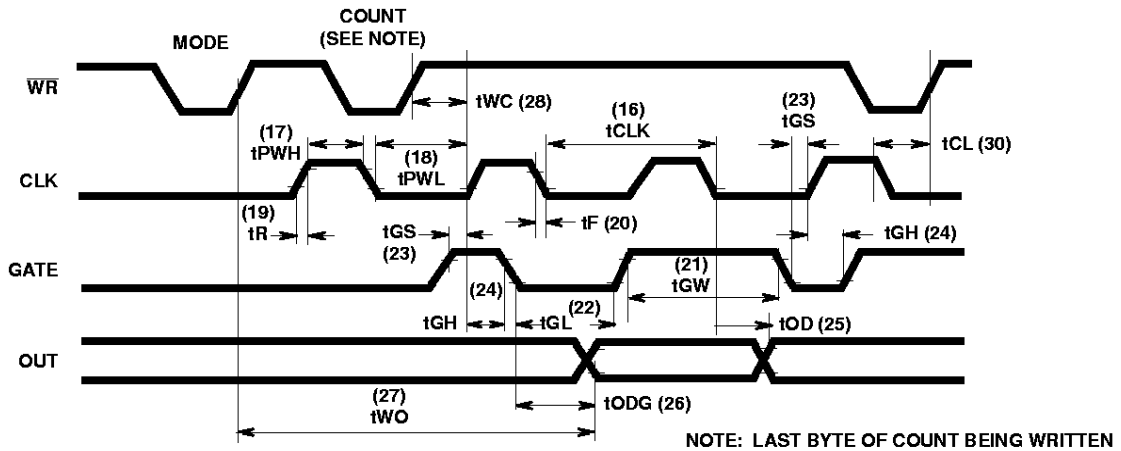 COUNT
MODE
(SEE NOTE)
WR
tWC (28)
(16)
tCLK
(23)
tGS
tCL (30)
(17)
tPWH
(18)
tPWL
CLK
(19)
tR
tGS
(23)
tF (20)
tGH (24)
GATE
(24)
(21)
tGW
(22)
tGH
tGL
tOD (25)
OUT
(27)
tWO
tODG (26)
NOTE: LAST BYTE OF COUNT BEING WRITTEN